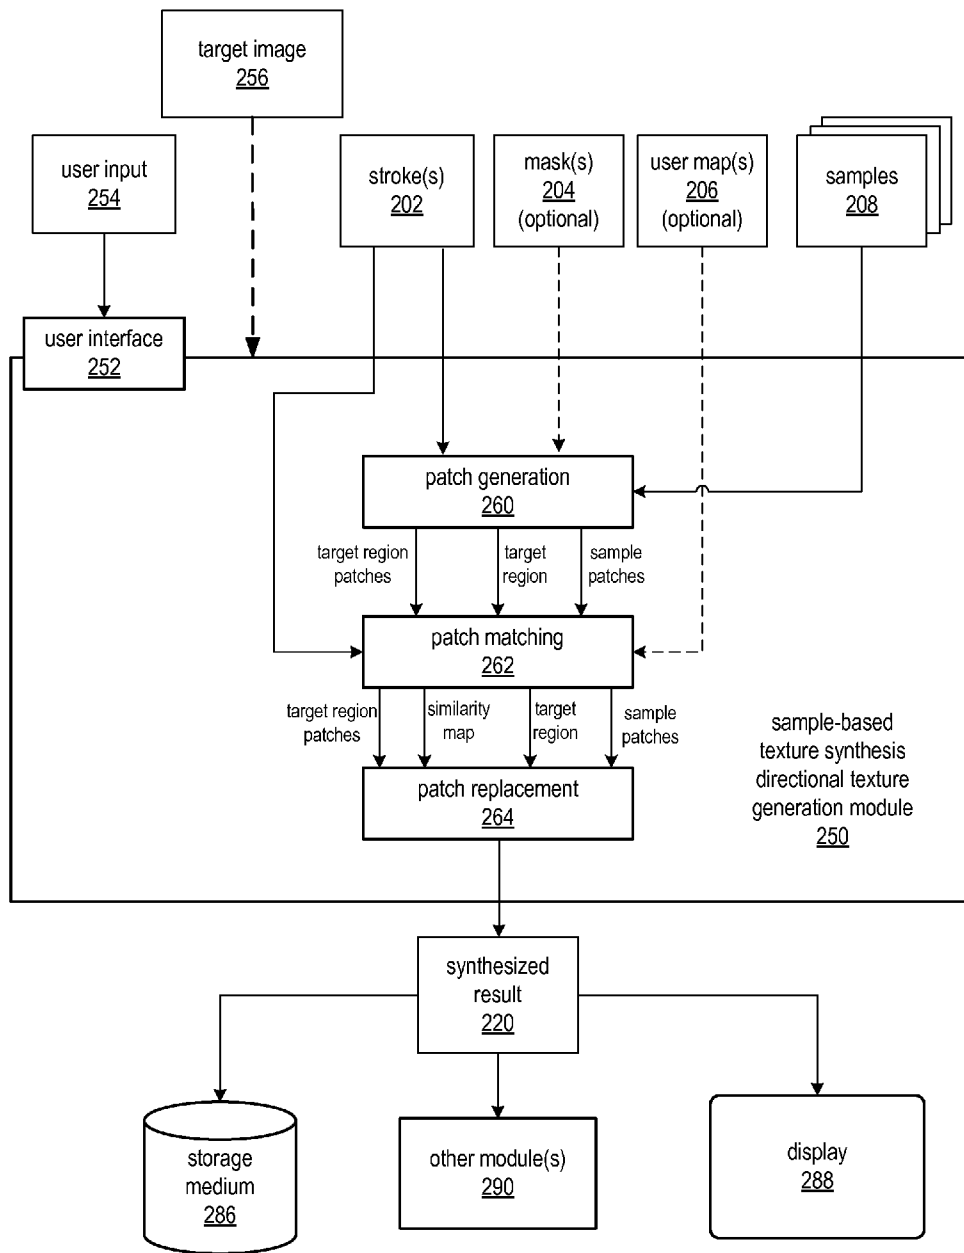 target image
256
user input
254
stroke(s)
202
mask(s)
204
(optional)
user map(s)
206
(optional)
samples
208
user interface
252
patch generation
260
target region
patches
target
region
sample
patches
patch matching
262
target region
patches
similarity
map
target
region
sample
patches
patch replacement
264
sample-based
texture synthesis
directional texture
generation module
250
synthesized
result
220
storage
medium
286
other module(s)
290
display
288